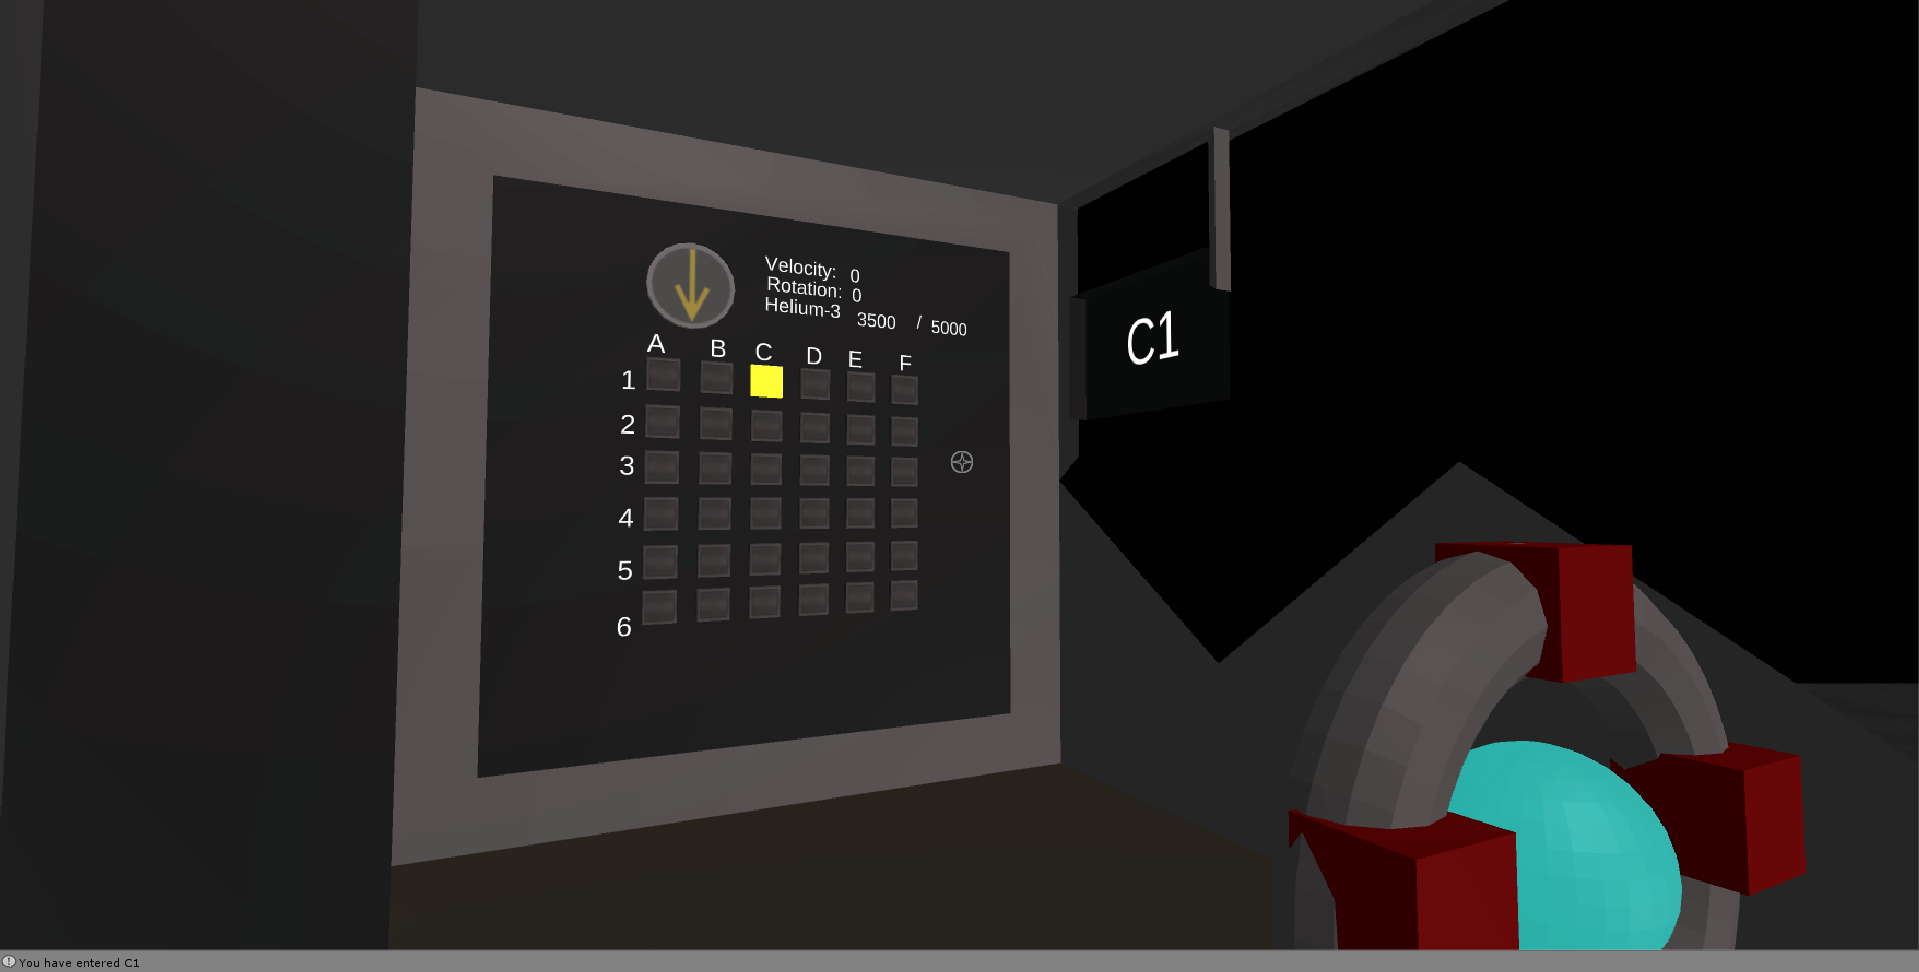 Velocity: 0
Rotation: 0
Helium-3 3500 / 5000
A B C D E F
1
2
3
4
5
6
C1
You have entered C1